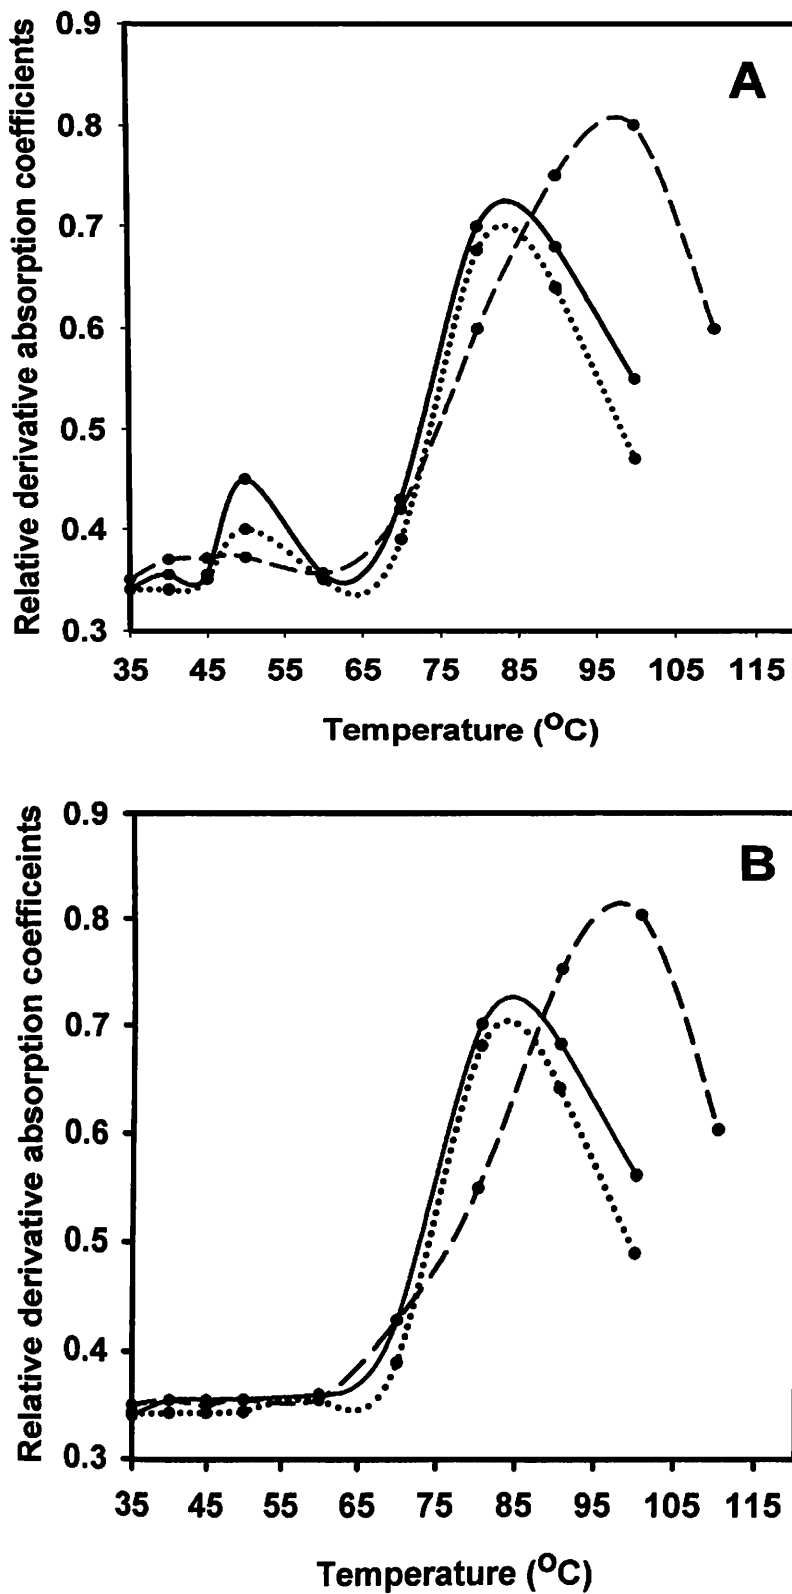 Relative derivative absorption coefficients
A
0.9
0.8
0.7
0.6
0.5
0.4
0.3
35 45 55 65 75 85 95 105 115
Temperature (ºC)
Relative derivative absorption coefficeints
B
0.9
0.8
0.7
0.6
0.5
0.4
0.3
35 45 55 65 75 85 95 105 115
Temperature (ºC)